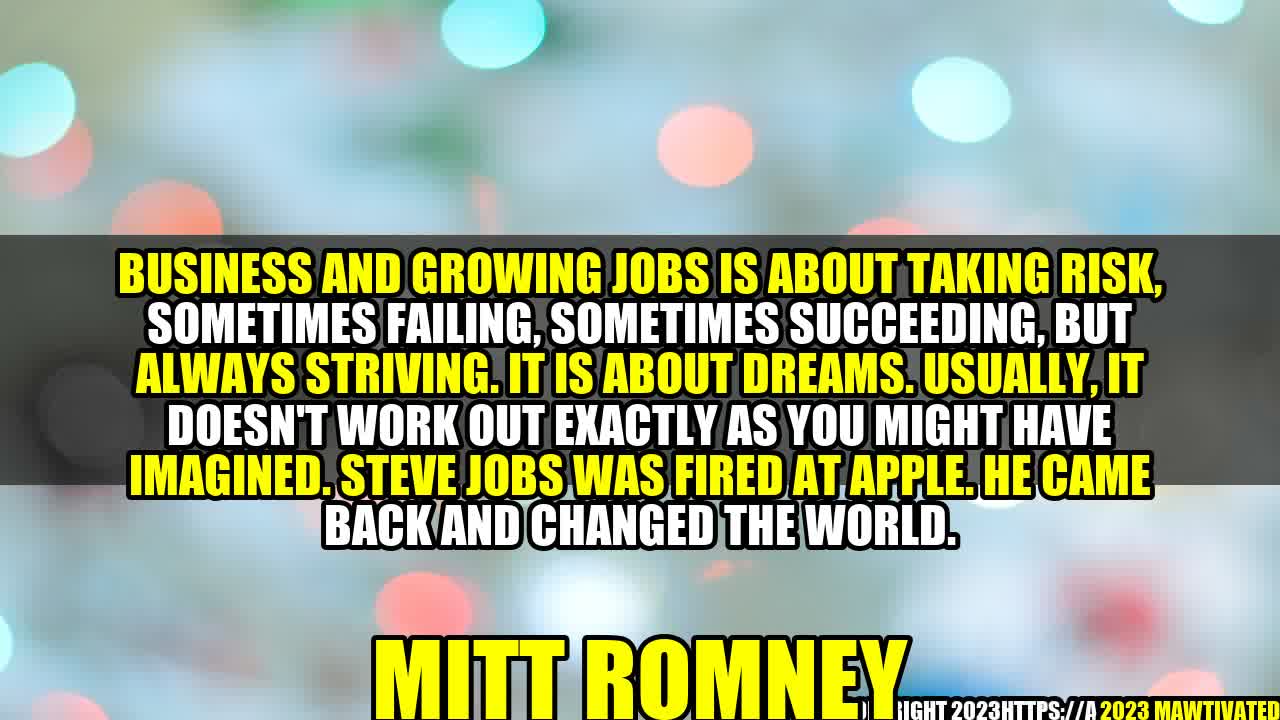 BUSINESS AND GROWING JOBS IS ABOUT TAKING RISK,
SOMETIMES FAILING, SOMETIMES SUCCEEDING, BUT
ALWAYS STRIVING. IT IS ABOUT DREAMS. USUALLY, IT
DOESN'T WORK OUT EXACTLY AS YOU MIGHT HAVE
IMAGINED. STEVE JOBS WAS FIRED AT APPLE. HE CAME
BACK AND CHANGED THE WORLD.
MITT ROMNEY
2023HTTPS://A 2023 MAWTIVATED